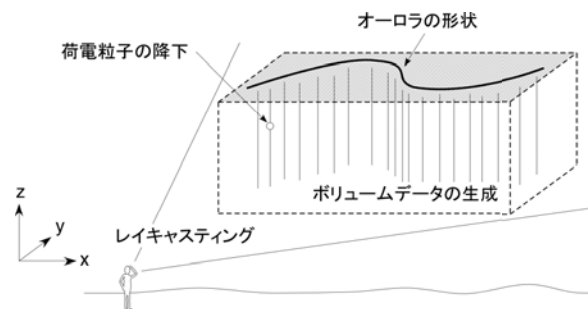 オーロラの形状
荷電粒子の降下
ボリュームデータの生成
z
y
x
レイキャスティング